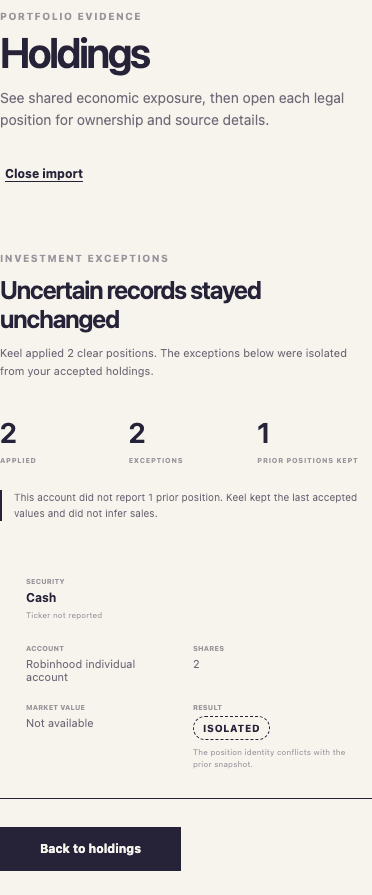 PORTFOLIO EVIDENCE
Holdings
See shared economic exposure, then open each legal
position for ownership and source details.
Close import
INVESTMENT EXCEPTIONS
Uncertain records stayed
unchanged
Keel applied 2 clear positions. The exceptions below were isolated
from your accepted holdings.
2
APPLIED
2
EXCEPTIONS
1
PRIOR POSITIONS KEPT
This account did not report 1 prior position. Keel kept the last accepted
values and did not infer sales.
SECURITY
Cash
Ticker not reported
ACCOUNT
Robinhood individual
account
SHARES
2
MARKET VALUE
Not available
RESULT
ISOLATED
The position identity conflicts with the
prior snapshot.
Back to holdings